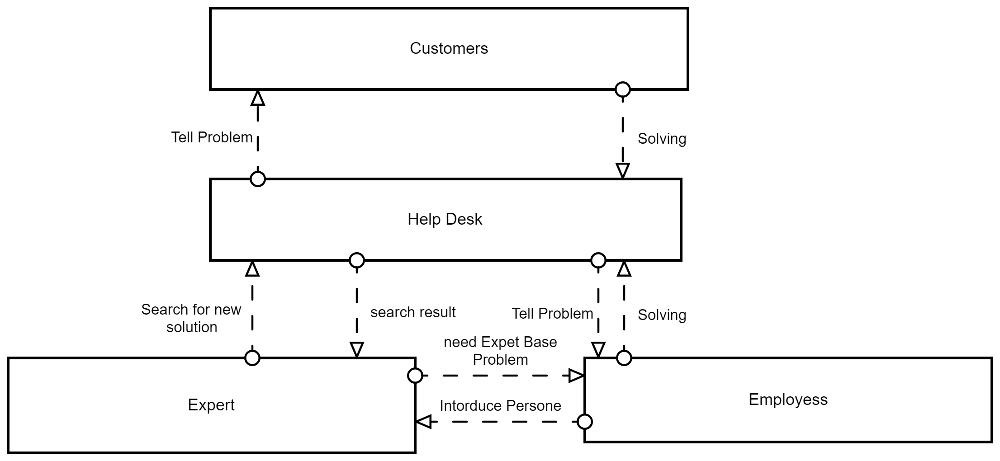 Customers
Tell Problem
Solving
Help Desk
Search for new
solution
search result
Tell Problem
Solving
need Expet Base
Problem
Expert
Intorduce Persone
Employess